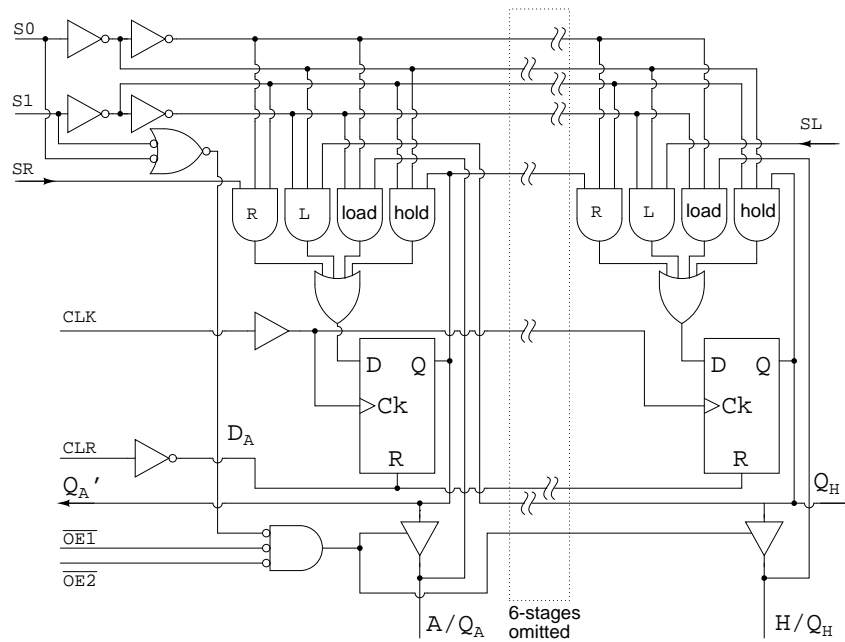 S0
S1
SL
SR
R
L
load
hold
R
L
load
hold
CLK
D
Q
Ck
R
D
Q
Ck
R
D_A
CLR
Q_A'
Q_H
OE1
OE2
A/Q_A
6-stages
omitted
H/Q_H